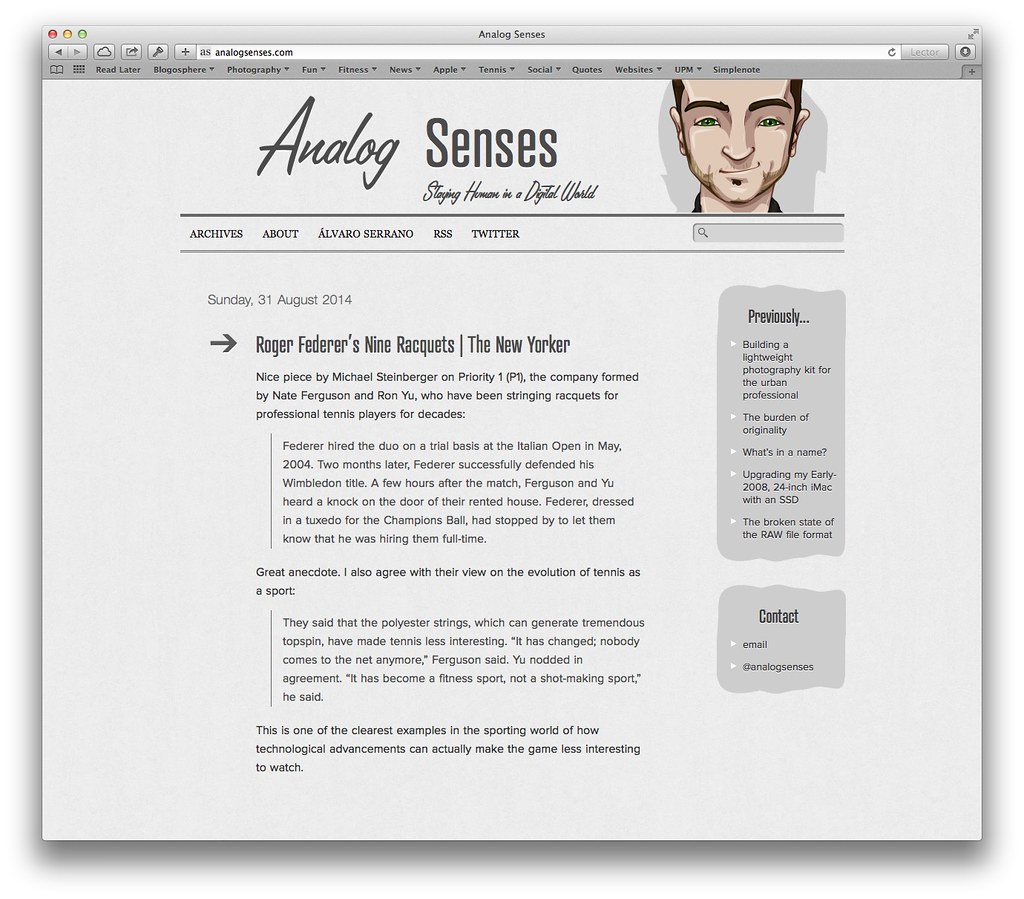 Analog Senses
as analogsenses.com
Lector
Read Later Blogosphere Photography Fun Fitness News Apple Tennis Social Quotes Websites UPM Simplenote
Analog Senses
Staying Human in a Digital World
ARCHIVES ABOUT ÁLVARO SERRANO RSS TWITTER
Sunday, 31 August 2014
Roger Federer's Nine Racquets | The New Yorker
Nice piece by Michael Steinberger on Priority 1 (P1), the company formed
by Nate Ferguson and Ron Yu, who have been stringing racquets for
professional tennis players for decades:
Federer hired the duo on a trial basis at the Italian Open in May,
2004. Two months later, Federer successfully defended his
Wimbledon title. A few hours after the match, Ferguson and Yu
heard a knock on the door of their rented house. Federer, dressed
in a tuxedo for the Champions Ball, had stopped by to let them
know that he was hiring them full-time.
Great anecdote. I also agree with their view on the evolution of tennis as
a sport:
They said that the polyester strings, which can generate tremendous
topspin, have made tennis less interesting. “It has changed; nobody
comes to the net anymore,” Ferguson said. Yu nodded in
agreement. “It has become a fitness sport, not a shot-making sport,”
he said.
This is one of the clearest examples in the sporting world of how
technological advancements can actually make the game less interesting
to watch.
Previously...
Building a
lightweight
photography kit for
the urban
professional
The burden of
originality
What's in a name?
Upgrading my Early-
2008, 24-inch iMac
with an SSD
The broken state of
the RAW file format
Contact
email
@analogsenses